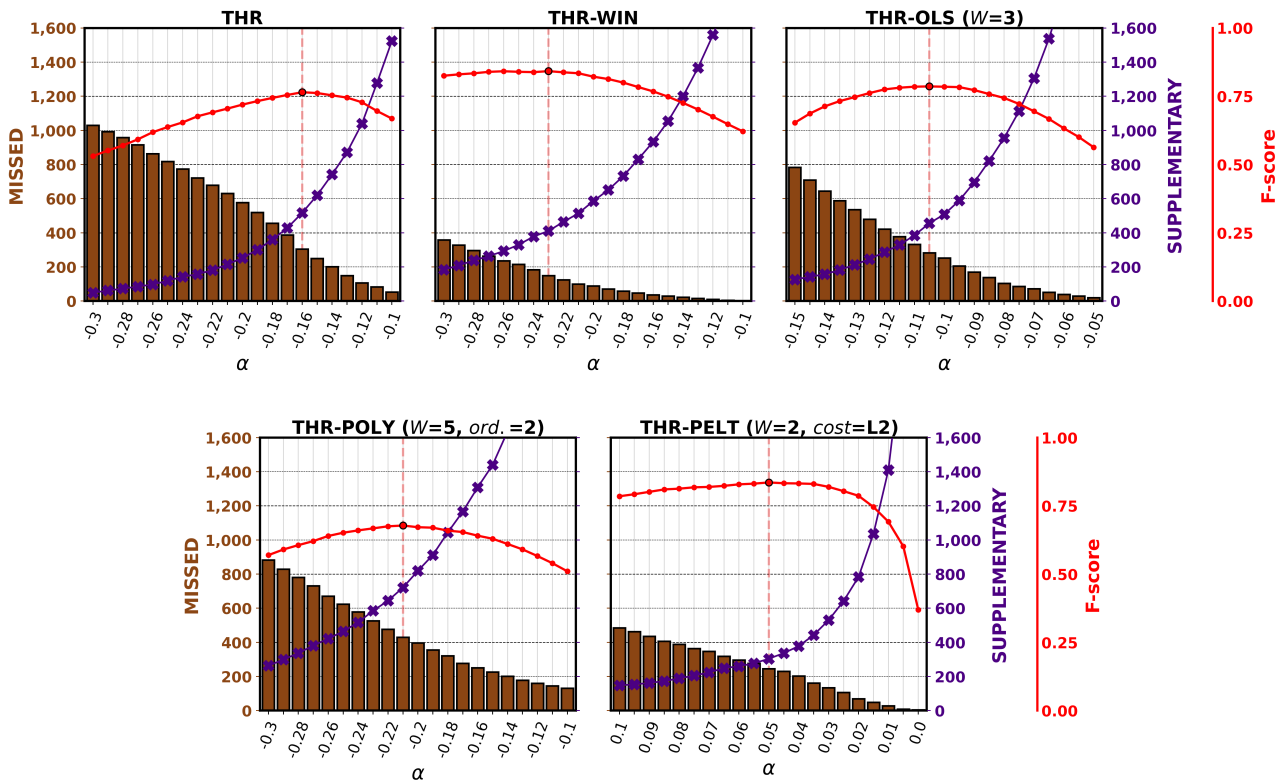 THR THR-WIN THR-OLS (W=3)
1,600 1,600 1.00
1,400 1,400
1,200 1,200 0.75
1,000 1,000
800 800 0.50
600 600
400 400 0.25
200 200
0 0 0.00
MISSED SUPPLEMENTARY F-score
-0.3 -0.28 -0.26 -0.24 -0.22 -0.2 -0.18 -0.16 -0.14 -0.12 -0.1
-0.3 -0.28 -0.26 -0.24 -0.22 -0.2 -0.18 -0.16 -0.14 -0.12 -0.1
-0.15 -0.14 -0.13 -0.12 -0.11 -0.1 -0.09 -0.08 -0.07 -0.06 -0.05
α α α
THR-POLY (W=5, ord. =2) THR-PELT (W=2, cost=L2)
1,600 1,600 1.00
1,400 1,400
1,200 1,200 0.75
1,000 1,000
800 800 0.50
600 600
400 400 0.25
200 200
0 0 0.00
MISSED SUPPLEMENTARY F-score
-0.3 -0.28 -0.26 -0.24 -0.22 -0.2 -0.18 -0.16 -0.14 -0.12 -0.1
0.1 0.09 0.08 0.07 0.06 0.05 0.04 0.03 0.02 0.01 0.0
α α